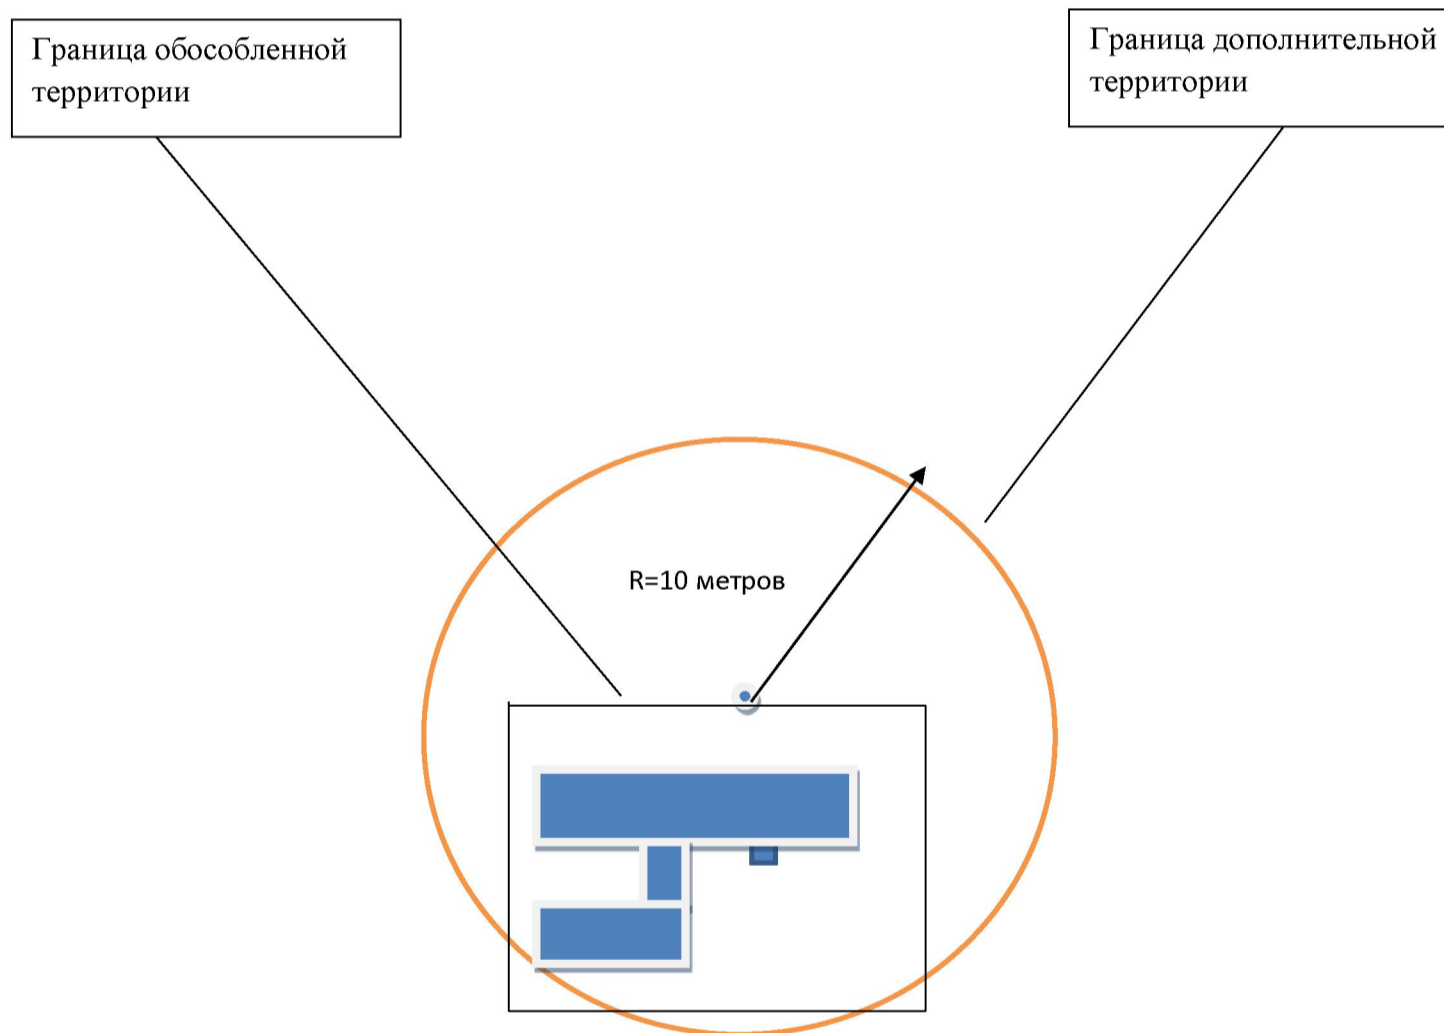 Граница обособленной
территории
Граница дополнительной
территории
R=10 метров